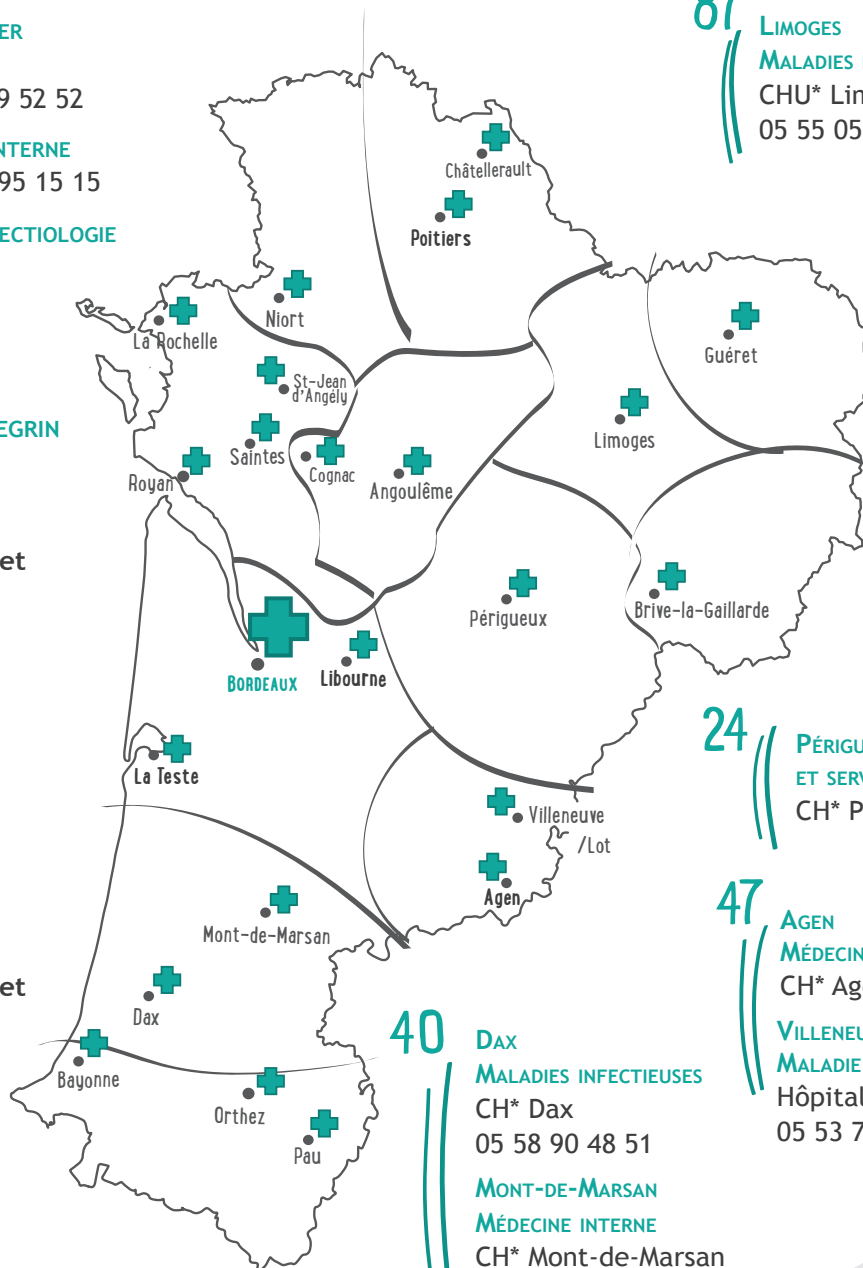 ER
9 52 52
NTERNE
95 15 15
ECTIOLOGIE
EGRIN
et
et
87
Limoges
Maladies
CHU* Lim
05 55 05
Châtellerault
Poitiers
Niort
La Rochelle
St-Jean
d'Angély
Saintes
Royan
Cognac
Angoulême
Guéret
Limoges
Périgueux
Brive-la-Gaillarde
Bordeaux
Libourne
La Teste
Villeneuve
/Lot
Agen
Mont-de-Marsan
Dax
Bayonne
Orthez
Pau
24
Périgu
et serv
CH* P
47
Agen
Médecin
CH* Age
Villeneu
Maladie
Hôpital
05 53 7
40
Dax
Maladies infectieuses
CH* Dax
05 58 90 48 51
Mont-de-Marsan
Médecine interne
CH* Mont-de-Marsan